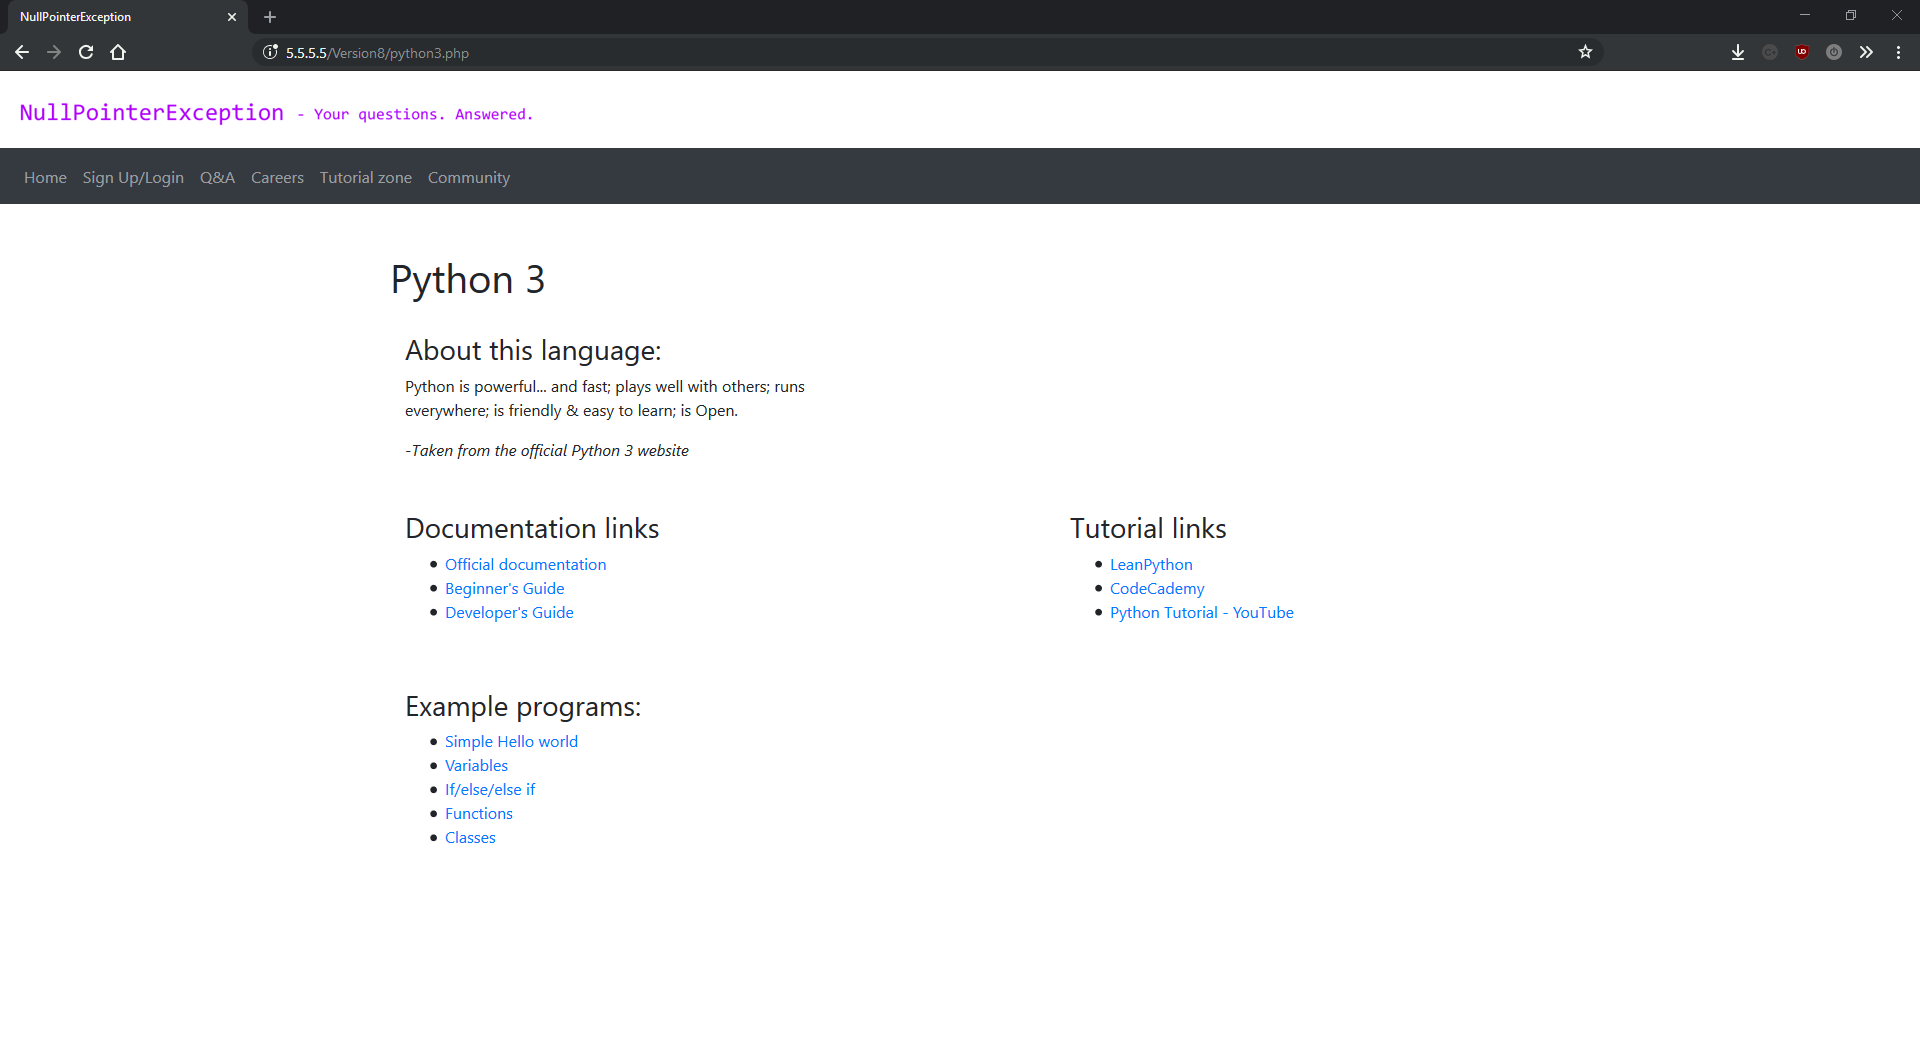 NullPointerException
5.5.5.5/Version8/python3.php
NullPointerException - Your questions. Answered.
Home Sign Up/Login Q&A Careers Tutorial zone Community
Python 3
About this language:
Python is powerful... and fast; plays well with others; runs
everywhere; is friendly & easy to learn; is Open.
-Taken from the official Python 3 website
Documentation links
Official documentation
Beginner's Guide
Developer's Guide
Tutorial links
LeanPython
CodeCademy
Python Tutorial - YouTube
Example programs:
Simple Hello world
Variables
If/else/else if
Functions
Classes